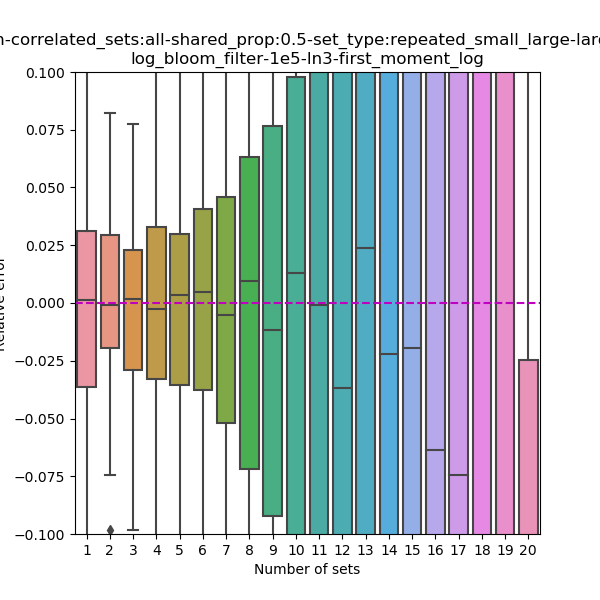 n-correlated_sets:all-shared_prop:0.5-set_type:repeated_small_large-lar
log_bloom_filter-1e5-ln3-first_moment_log
0.100
0.075
0.050
0.025
0.000
−0.025
−0.050
−0.075
−0.100
Relative error
1 2 3 4 5 6 7 8 9 10 11 12 13 14 15 16 17 18 19 20
Number of sets